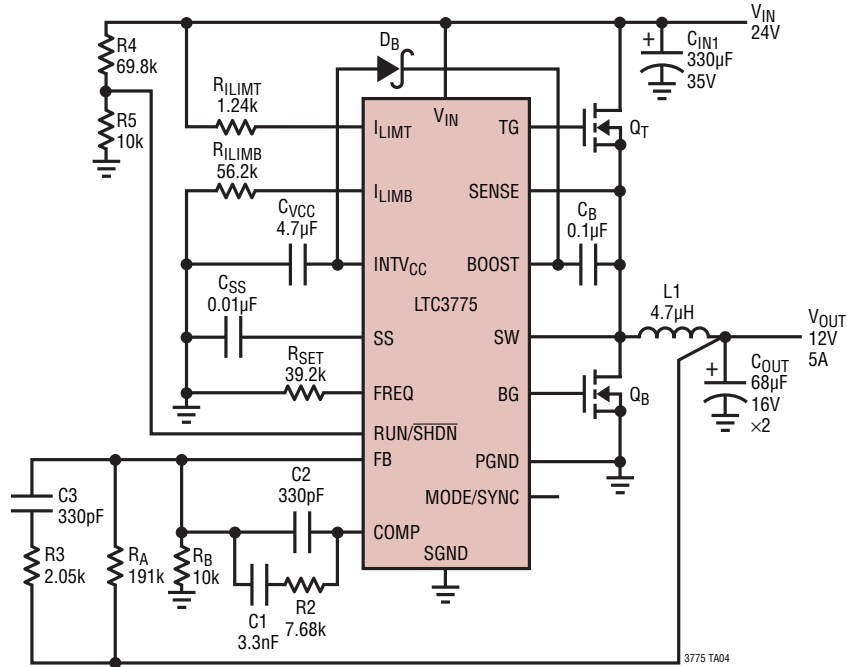 V_IN
24V
R4
69.8k
D_B
C_IN1
330µF
35V
+
R_ILIMT
1.24k
R5
10k
I_LIMT
V_IN
TG
Q_T
R_ILIMB
56.2k
I_LIMB
SENSE
C_VCC
4.7µF
C_B
0.1µF
INTV_CC
BOOST
LTC3775
C_SS
0.01µF
L1
4.7µH
SS
SW
V_OUT
12V
5A
R_SET
39.2k
+
C_OUT
68µF
16V
×2
FREQ
BG
Q_B
RUN/S̅H̅D̅N̅
FB
PGND
C3
330pF
C2
330pF
MODE/SYNC
COMP
R3
2.05k
R_A
191k
R_B
10k
SGND
C1
3.3nF
R2
7.68k
3775 TA04